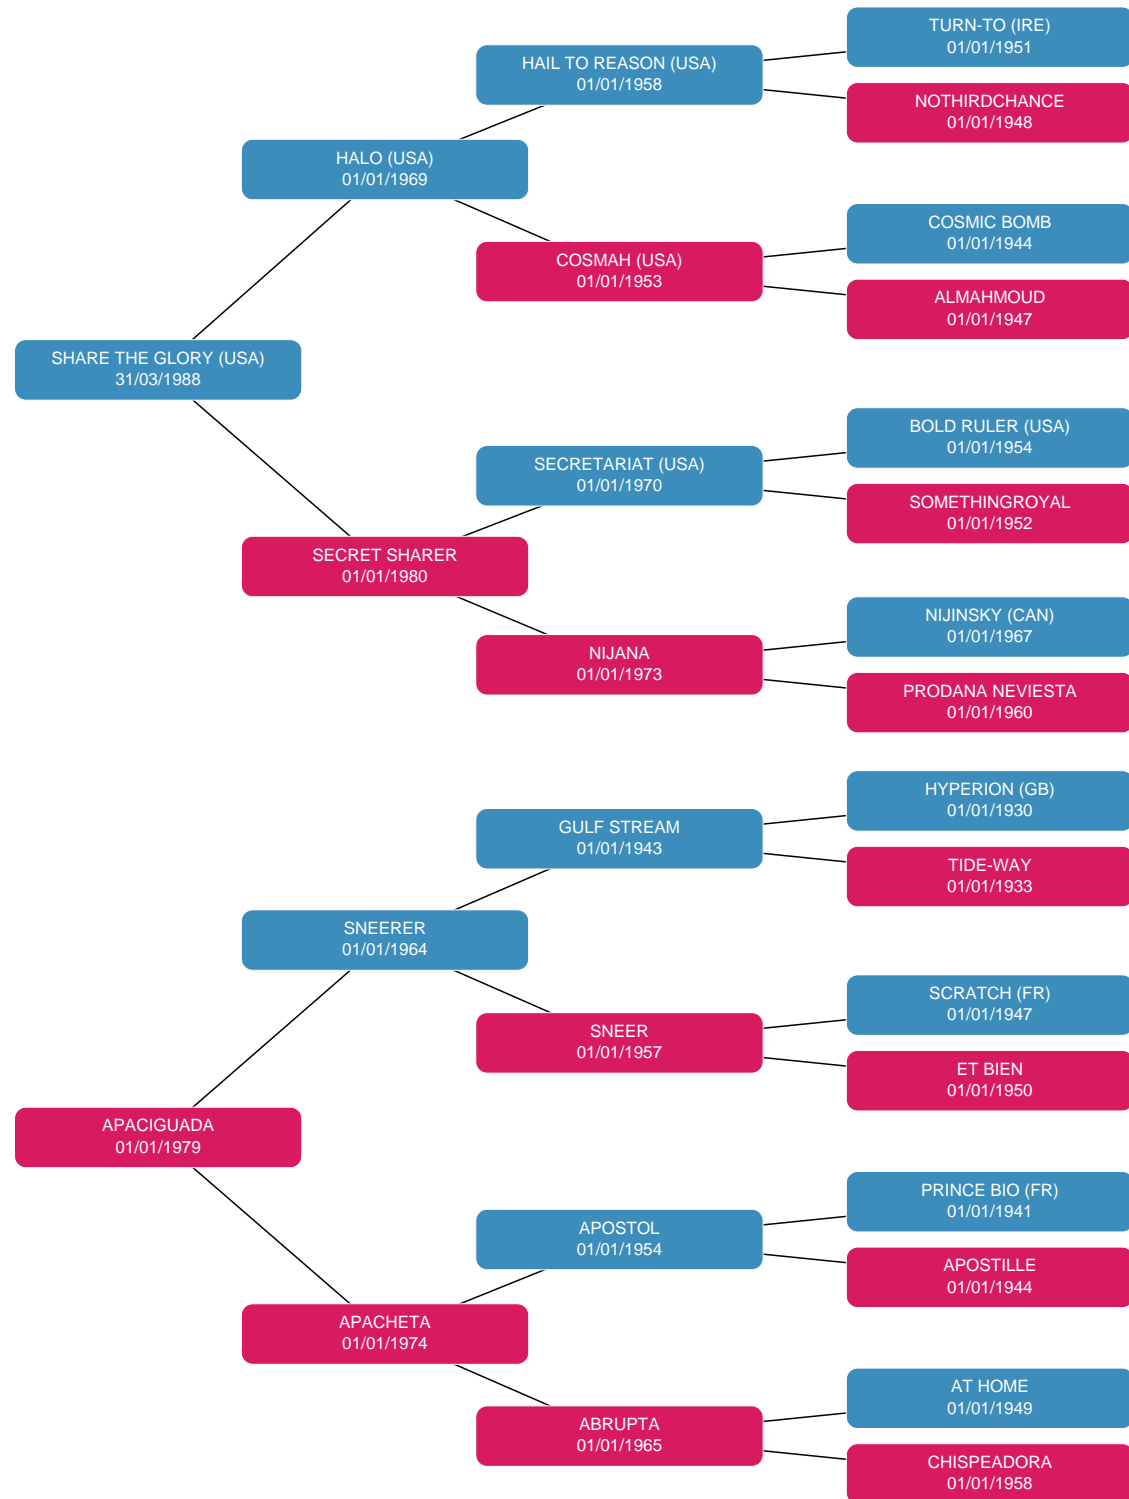 TURN-TO (IRE)
01/01/1951
HAIL TO REASON (USA)
01/01/1958
NOTHIRDCHANCE
01/01/1948
HALO (USA)
01/01/1969
COSMIC BOMB
01/01/1944
COSMAH (USA)
01/01/1953
ALMAHMOUD
01/01/1947
SHARE THE GLORY (USA)
31/03/1988
BOLD RULER (USA)
01/01/1954
SECRETARIAT (USA)
01/01/1970
SOMETHINGROYAL
01/01/1952
SECRET SHARER
01/01/1980
NIJINSKY (CAN)
01/01/1967
NIJANA
01/01/1973
PRODANA NEVIESTA
01/01/1960
HYPERION (GB)
01/01/1930
GULF STREAM
01/01/1943
TIDE-WAY
01/01/1933
SNEERER
01/01/1964
SCRATCH (FR)
01/01/1947
SNEER
01/01/1957
ET BIEN
01/01/1950
APACIGUADA
01/01/1979
PRINCE BIO (FR)
01/01/1941
APOSTOL
01/01/1954
APOSTILLE
01/01/1944
APACHETA
01/01/1974
AT HOME
01/01/1949
ABRUPTA
01/01/1965
CHISPEADORA
01/01/1958